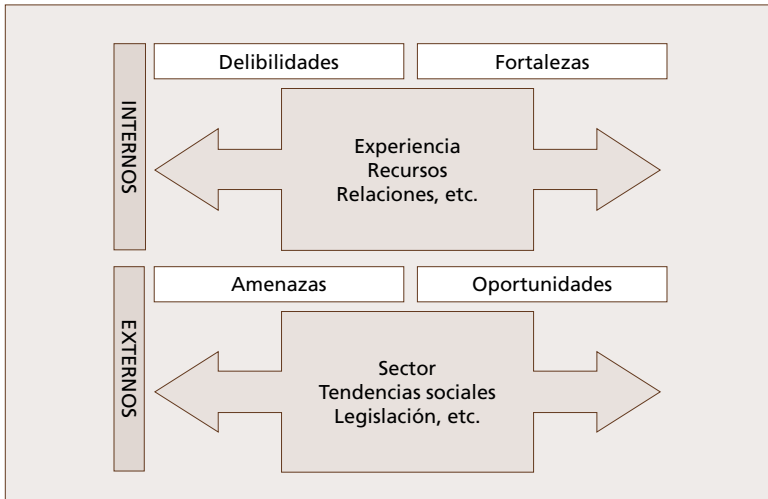 INTERNOS
Delibilidades
Fortalezas
Experiencia
Recursos
Relaciones, etc.
EXTERNOS
Amenazas
Oportunidades
Sector
Tendencias sociales
Legislación, etc.